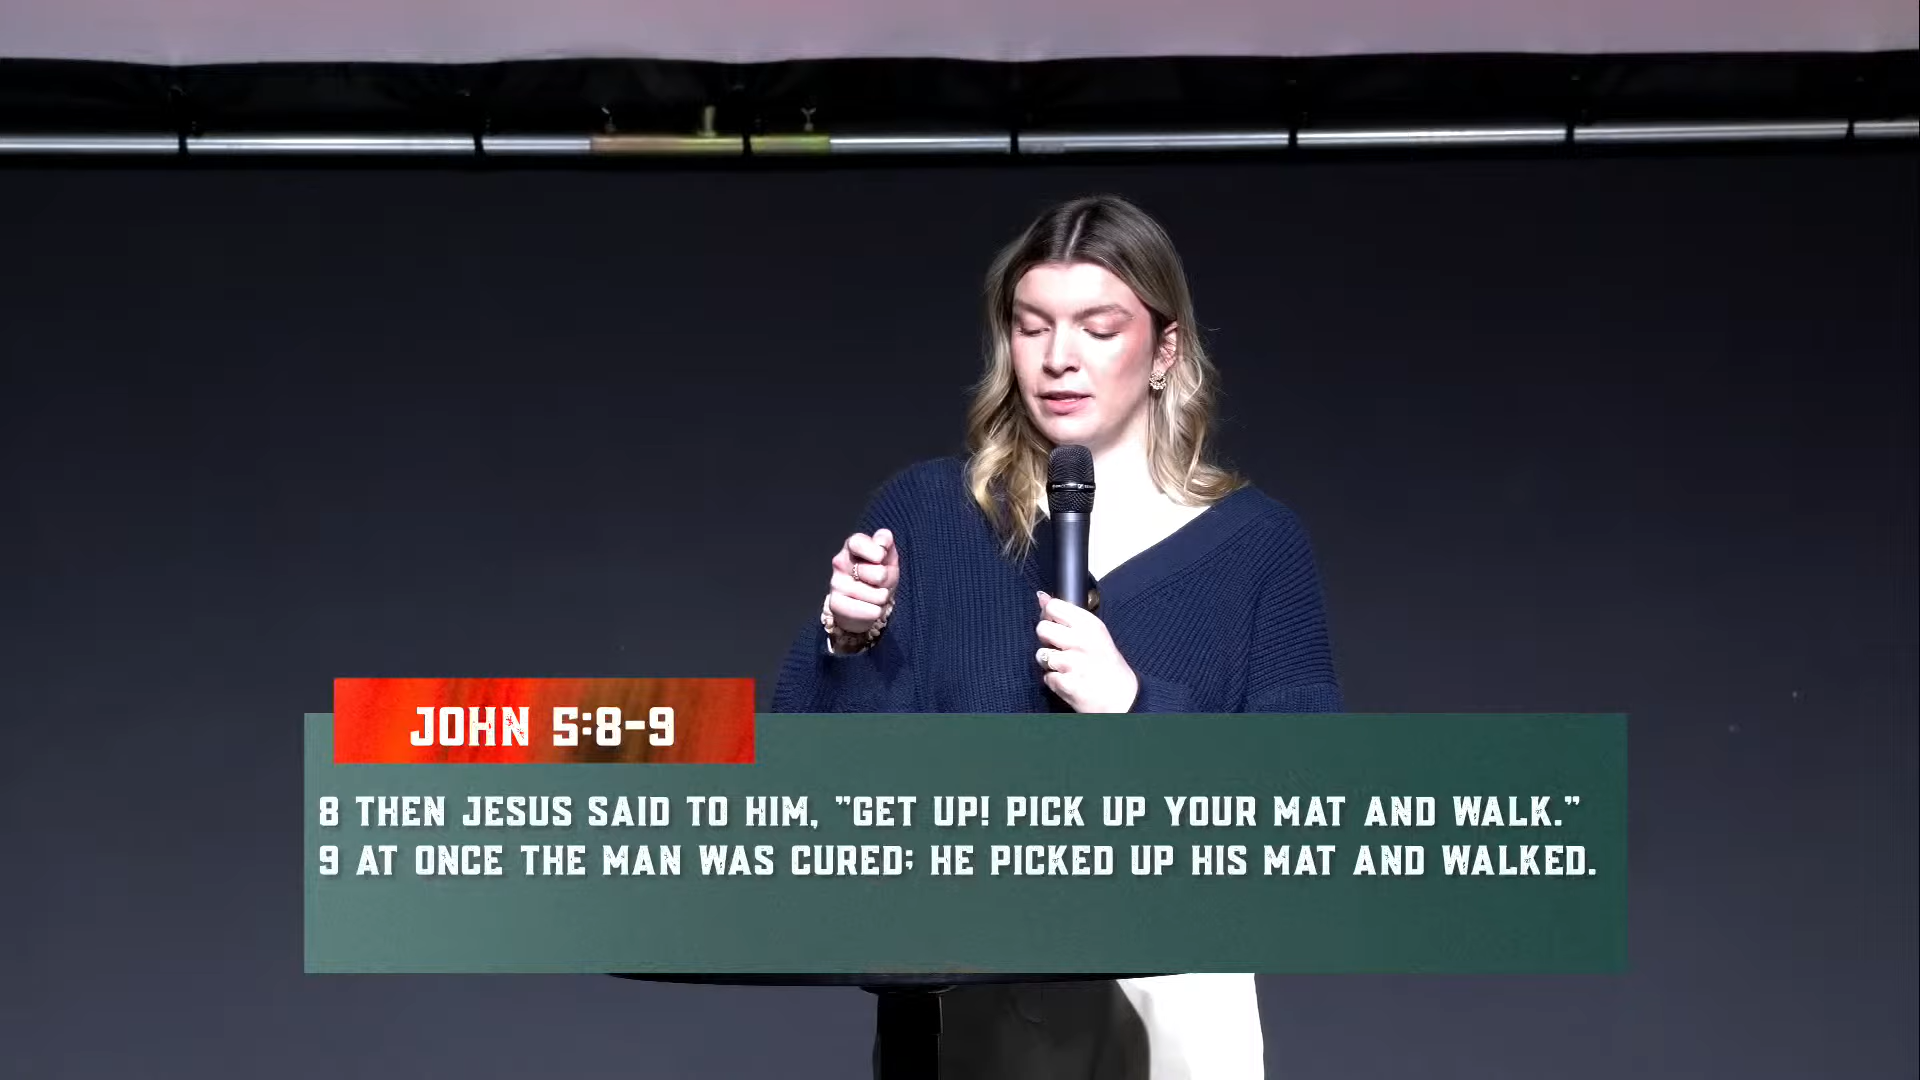 JOHN 5:8-9
8 THEN JESUS SAID TO HIM, "GET UP! PICK UP YOUR MAT AND WALK."
9 AT ONCE THE MAN WAS CURED; HE PICKED UP HIS MAT AND WALKED.